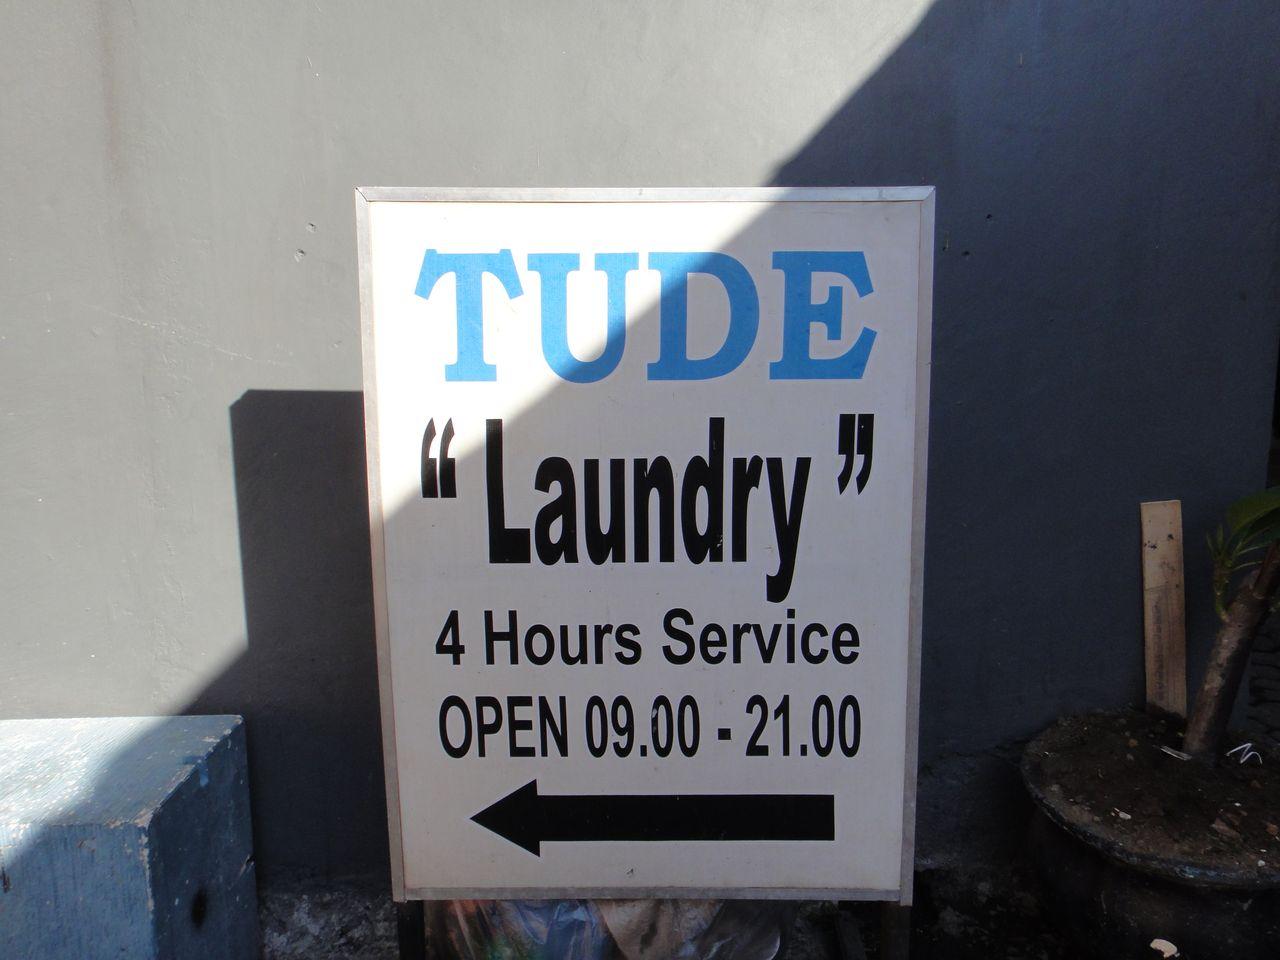 TUDE
“Laundry”
4 Hours Service
OPEN 09.00 - 21.00